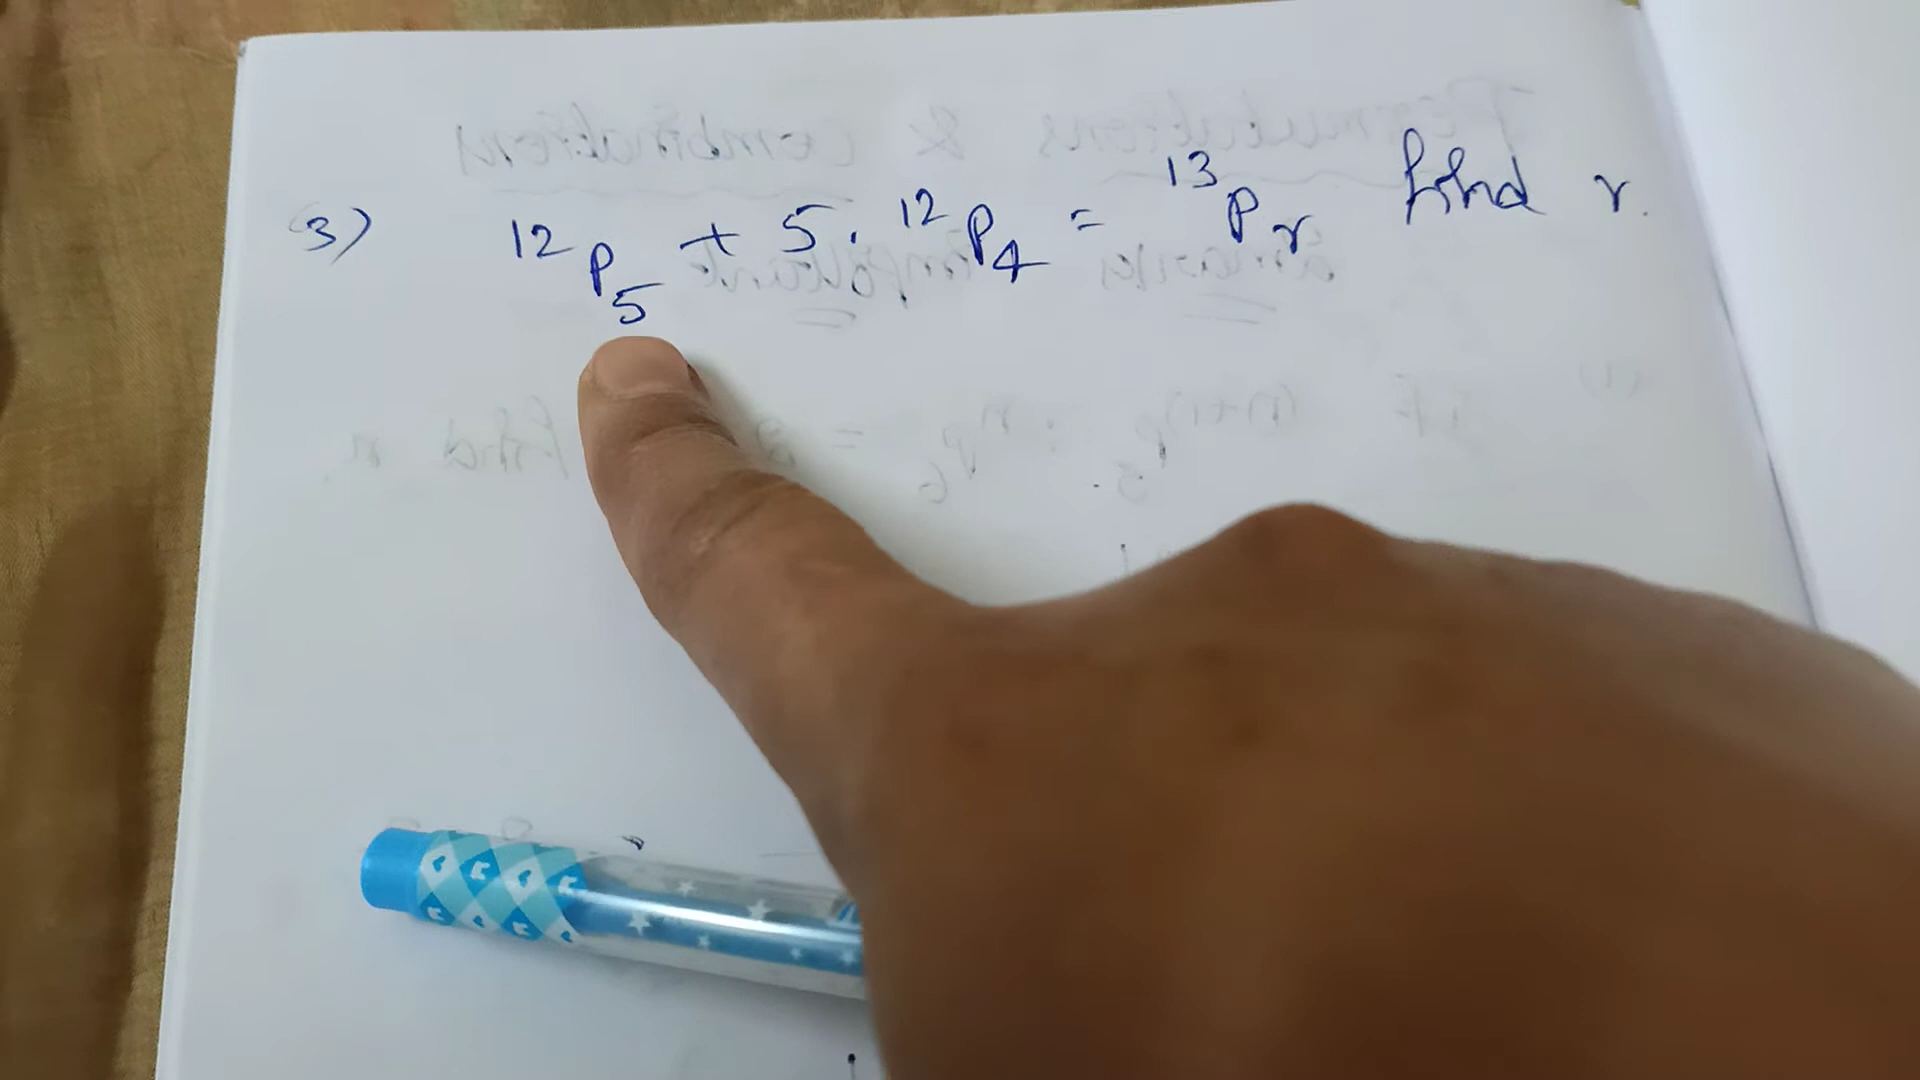 3) ¹²P₅ + 5. ¹²P₄ = ¹³Pᵣ find r.